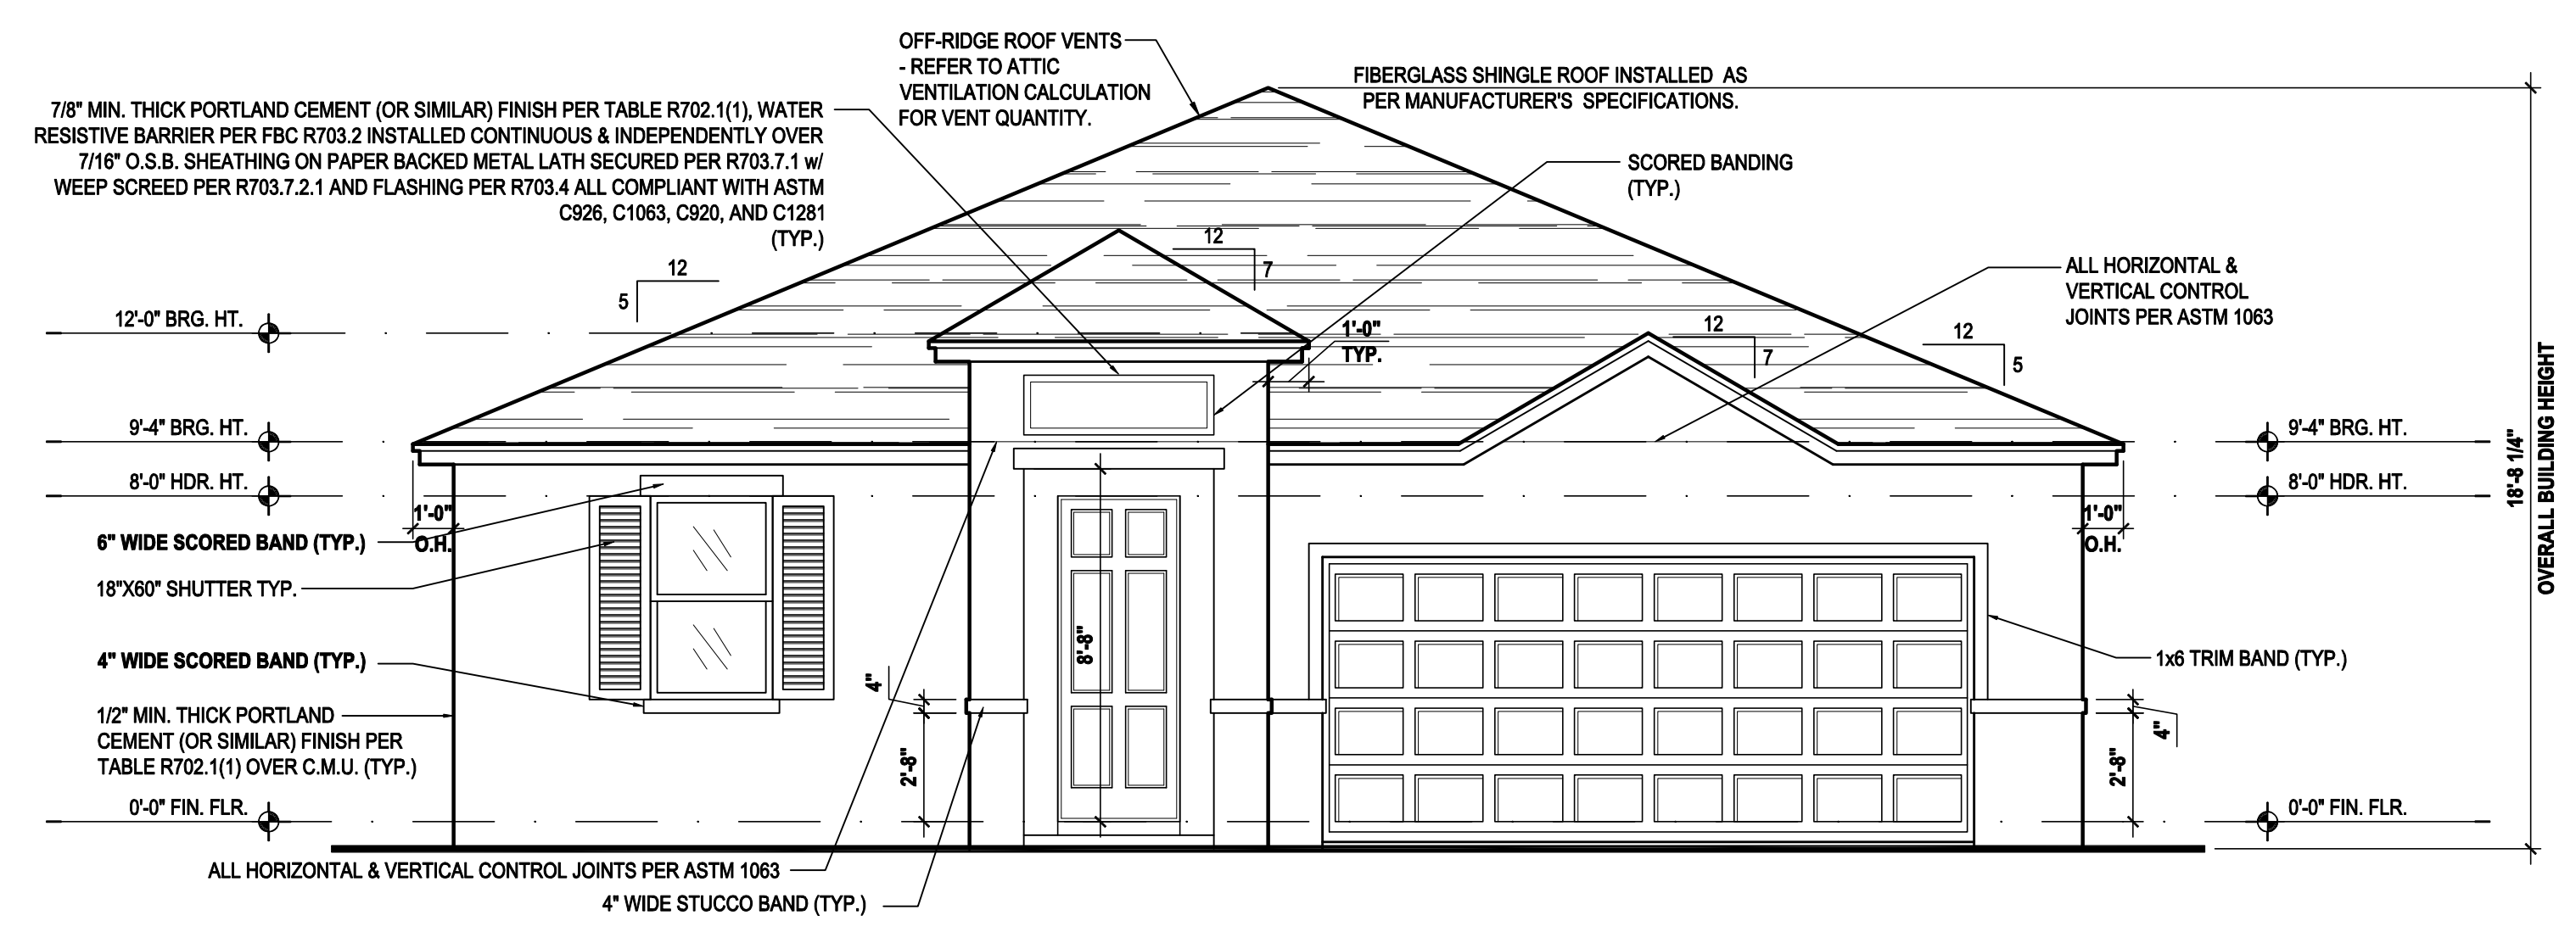 OFF-RIDGE ROOF VENTS
- REFER TO ATTIC
VENTILATION CALCULATION
FOR VENT QUANTITY.
FIBERGLASS SHINGLE ROOF INSTALLED AS
PER MANUFACTURER'S SPECIFICATIONS.
7/8" MIN. THICK PORTLAND CEMENT (OR SIMILAR) FINISH PER TABLE R702.1(1), WATER
RESISTIVE BARRIER PER FBC R703.2 INSTALLED CONTINUOUS & INDEPENDENTLY OVER
7/16" O.S.B. SHEATHING ON PAPER BACKED METAL LATH SECURED PER R703.7.1 w/
WEEP SCREED PER R703.7.2.1 AND FLASHING PER R703.4 ALL COMPLIANT WITH ASTM
C926, C1063, C920, AND C1281
(TYP.)
SCORED BANDING
(TYP.)
12
7
12
5
ALL HORIZONTAL &
VERTICAL CONTROL
JOINTS PER ASTM 1063
12'-0" BRG. HT.
1'-0"
TYP.
12
7
12
5
9'-4" BRG. HT.
9'-4" BRG. HT.
8'-0" HDR. HT.
8'-0" HDR. HT.
18'-8 1/4"
OVERALL BUILDING HEIGHT
1'-0"
O.H.
1'-0"
O.H.
6" WIDE SCORED BAND (TYP.)
18"X60" SHUTTER TYP.
8'-8"
4" WIDE SCORED BAND (TYP.)
1x6 TRIM BAND (TYP.)
4"
4"
1/2" MIN. THICK PORTLAND
CEMENT (OR SIMILAR) FINISH PER
TABLE R702.1(1) OVER C.M.U. (TYP.)
2'-8"
2'-8"
0'-0" FIN. FLR.
0'-0" FIN. FLR.
ALL HORIZONTAL & VERTICAL CONTROL JOINTS PER ASTM 1063
4" WIDE STUCCO BAND (TYP.)